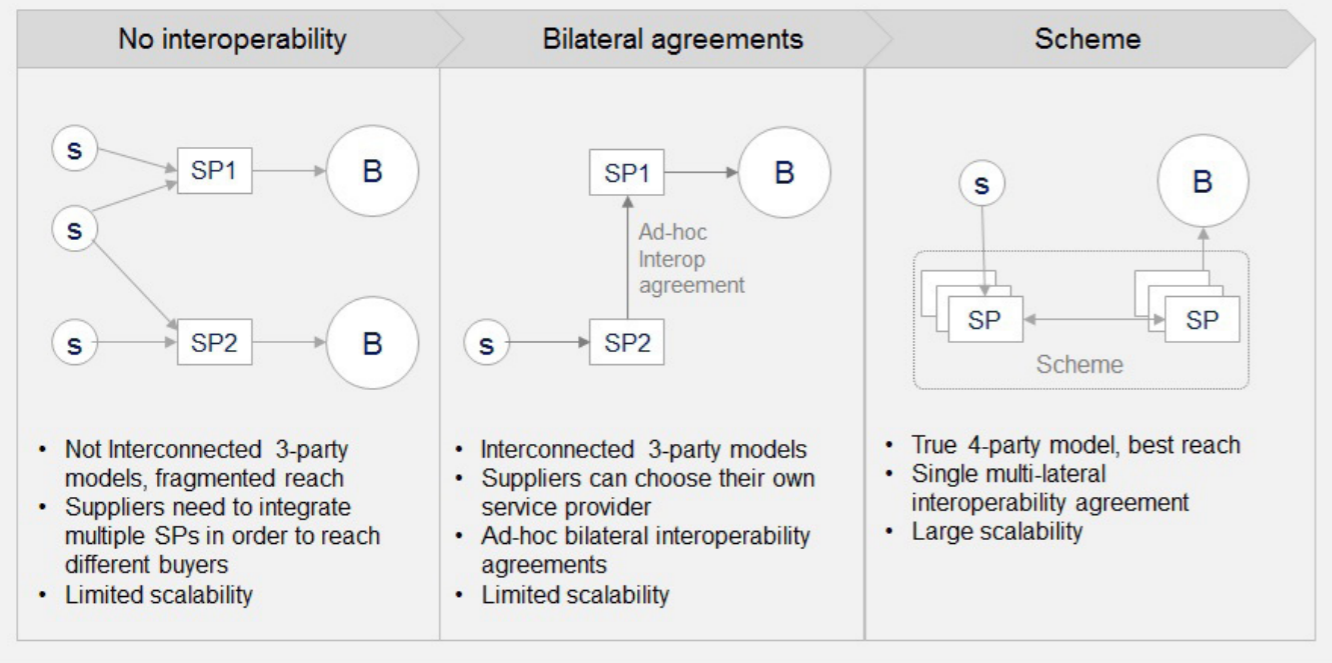 No interoperability
Bilateral agreements
Scheme
s
SP1
B
s
s
SP2
B
SP1
B
Ad-hoc
Interop
agreement
s
SP2
s
B
SP
SP
Scheme
• Not Interconnected 3-party
models, fragmented reach
• Suppliers need to integrate
multiple SPs in order to reach
different buyers
• Limited scalability
• Interconnected 3-party models
• Suppliers can choose their own
service provider
• Ad-hoc bilateral interoperability
agreements
• Limited scalability
• True 4-party model, best reach
• Single multi-lateral
interoperability agreement
• Large scalability